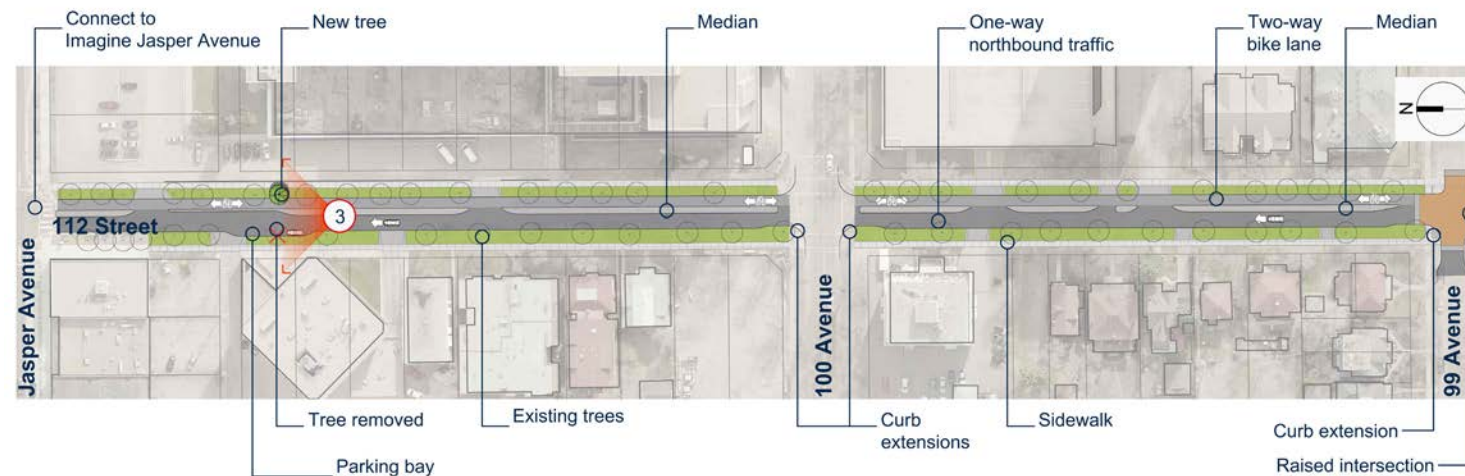 Connect to
Imagine Jasper Avenue
New tree
Median
One-way
northbound traffic
Two-way
bike lane
Median
N
3
112 Street
Jasper Avenue
100 Avenue
99 Avenue
Tree removed
Existing trees
Curb
extensions
Sidewalk
Curb extension
Parking bay
Raised intersection